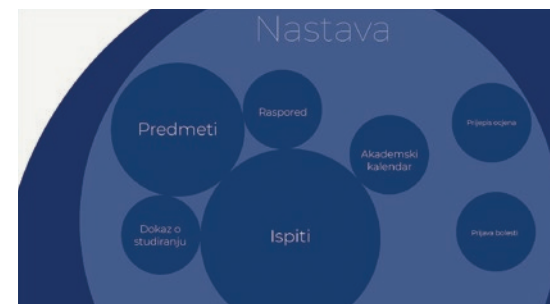 Nastava
Predmeti
Raspored
Akademski
kalendar
Prijepis ocjena
Dokaz o
studiranju
Ispiti
Prijava bolesti